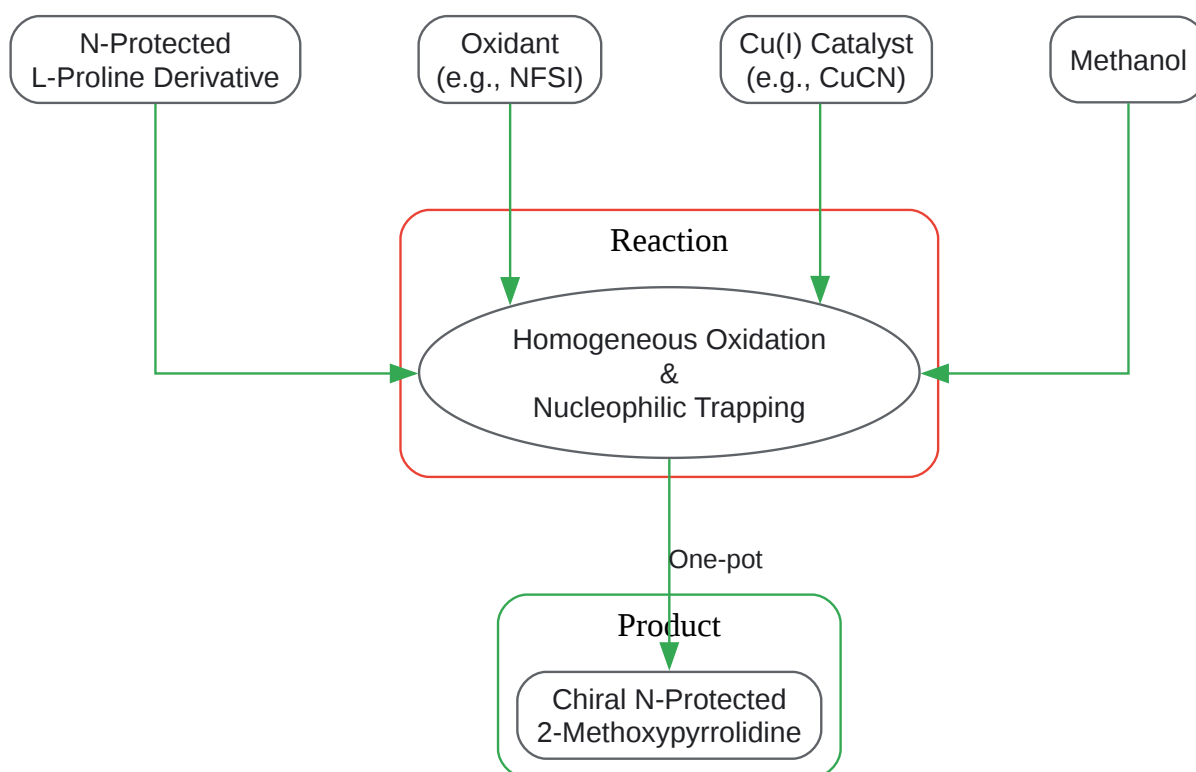 N-Protected
L-Proline Derivative
Oxidant
(e.g., NFSI)
Cu(I) Catalyst
(e.g., CuCN)
Methanol
Reaction
Homogeneous Oxidation
&
Nucleophilic Trapping
One-pot
Product
Chiral N-Protected
2-Methoxypyrrolidine